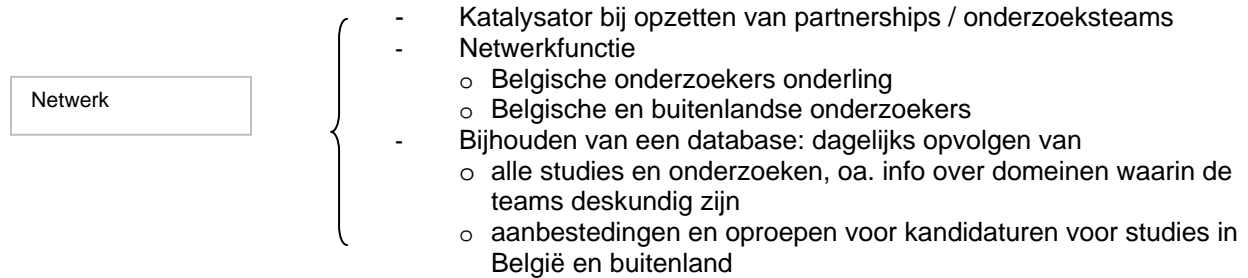 Netwerk
- Katalysator bij opzetten van partnerships / onderzoeksteams
- Netwerkfunctie
o Belgische onderzoekers onderling
o Belgische en buitenlandse onderzoekers
- Bijhouden van een database: dagelijks opvolgen van
o alle studies en onderzoeken, oa. info over domeinen waarin de
teams deskundig zijn
o aanbestedingen en oproepen voor kandidaturen voor studies in
België en buitenland